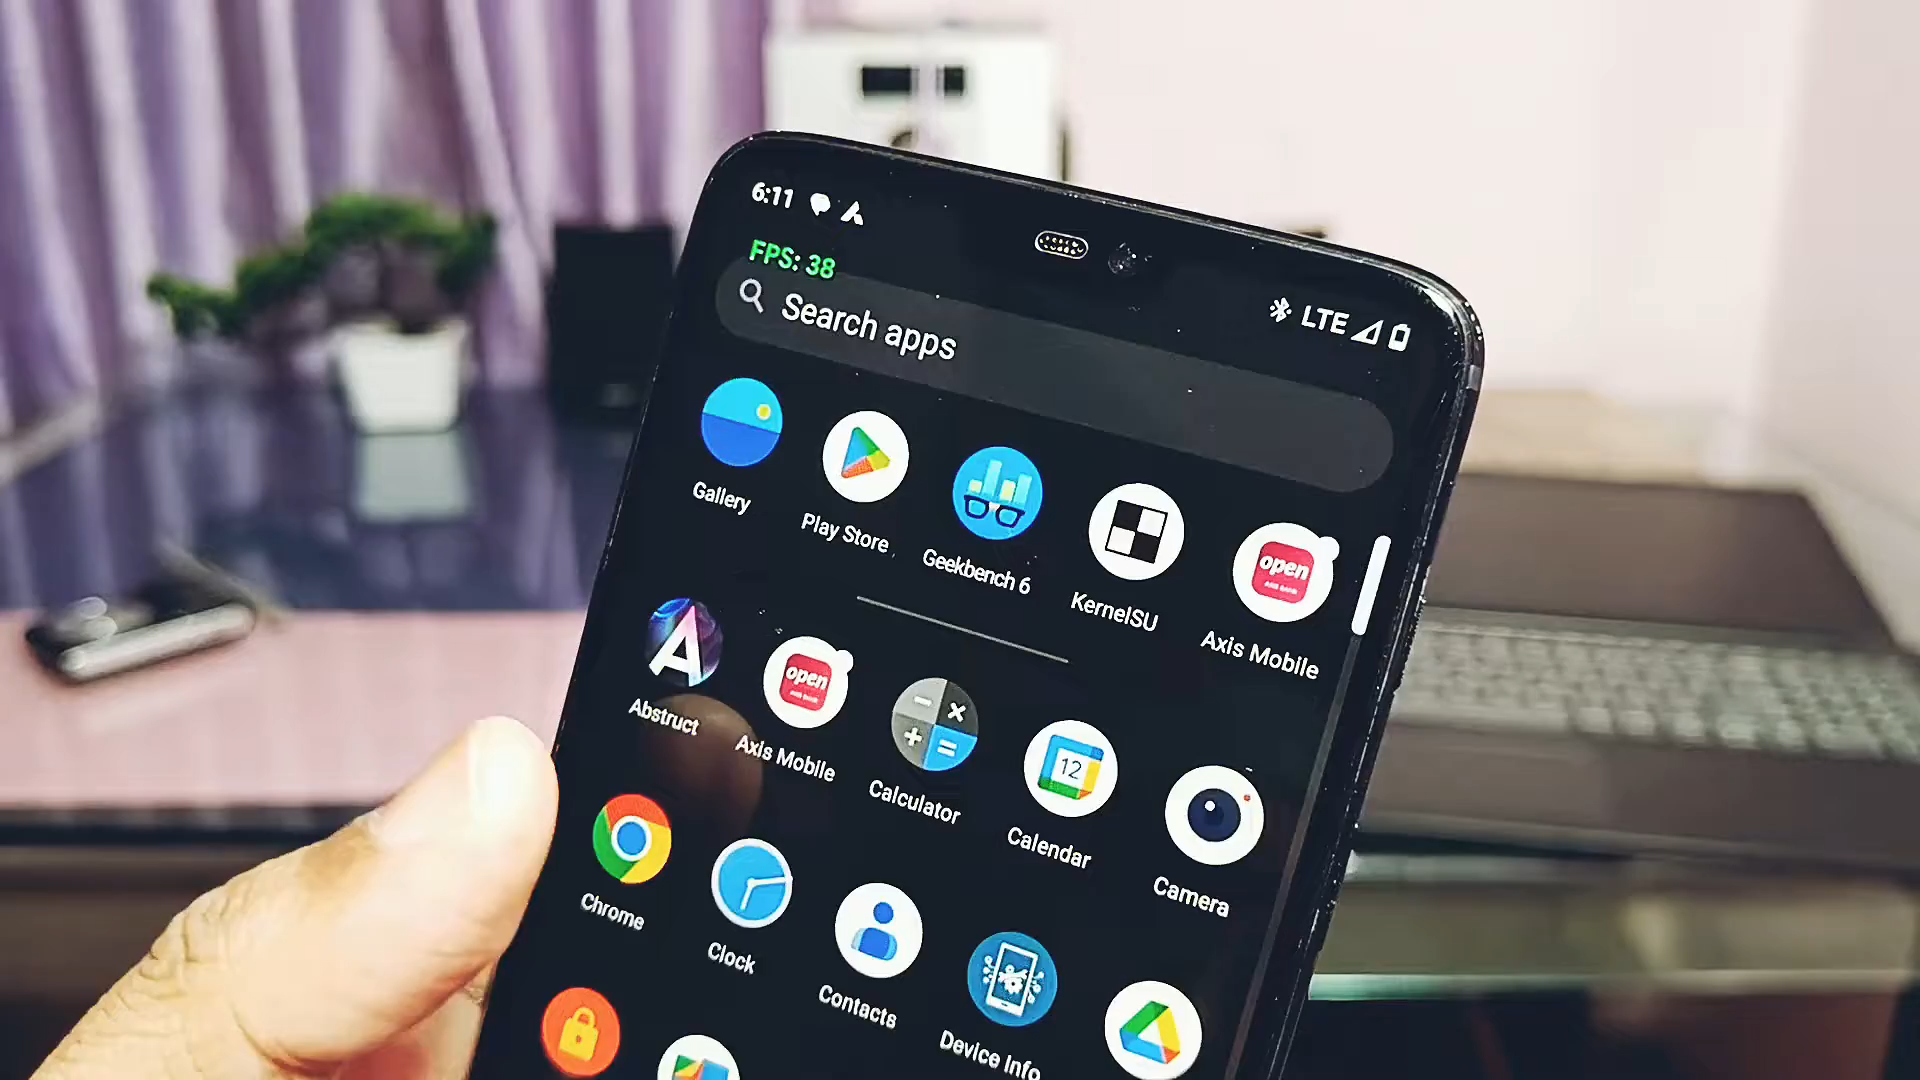 6:11
LTE
FPS: 38
Search apps
Gallery
Play Store
Geekbench 6
KernelSU
open
Axis Mobile
Abstruct
open
Axis Mobile
Calculator
12
Calendar
Camera
Chrome
Clock
Contacts
Device Info